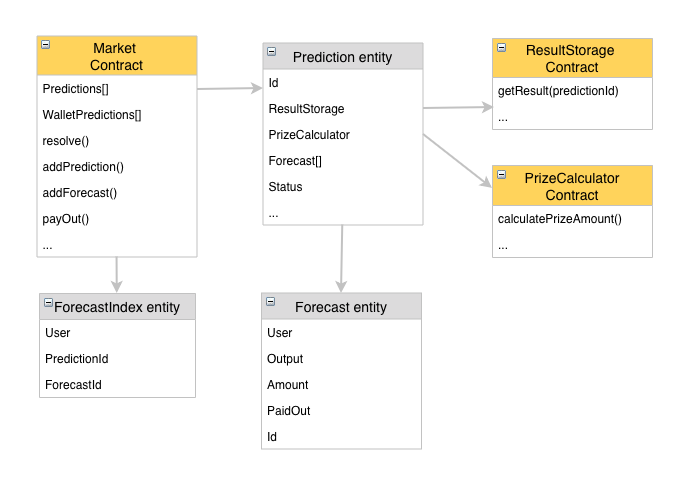 Market
Contract
Predictions[]
WalletPredictions[]
resolve()
addPrediction()
addForecast()
payOut()
...
Prediction entity
Id
ResultStorage
PrizeCalculator
Forecast[]
Status
...
ResultStorage
Contract
getResult(predictionId)
...
PrizeCalculator
Contract
calculatePrizeAmount()
...
ForecastIndex entity
User
PredictionId
ForecastId
Forecast entity
User
Output
Amount
PaidOut
Id